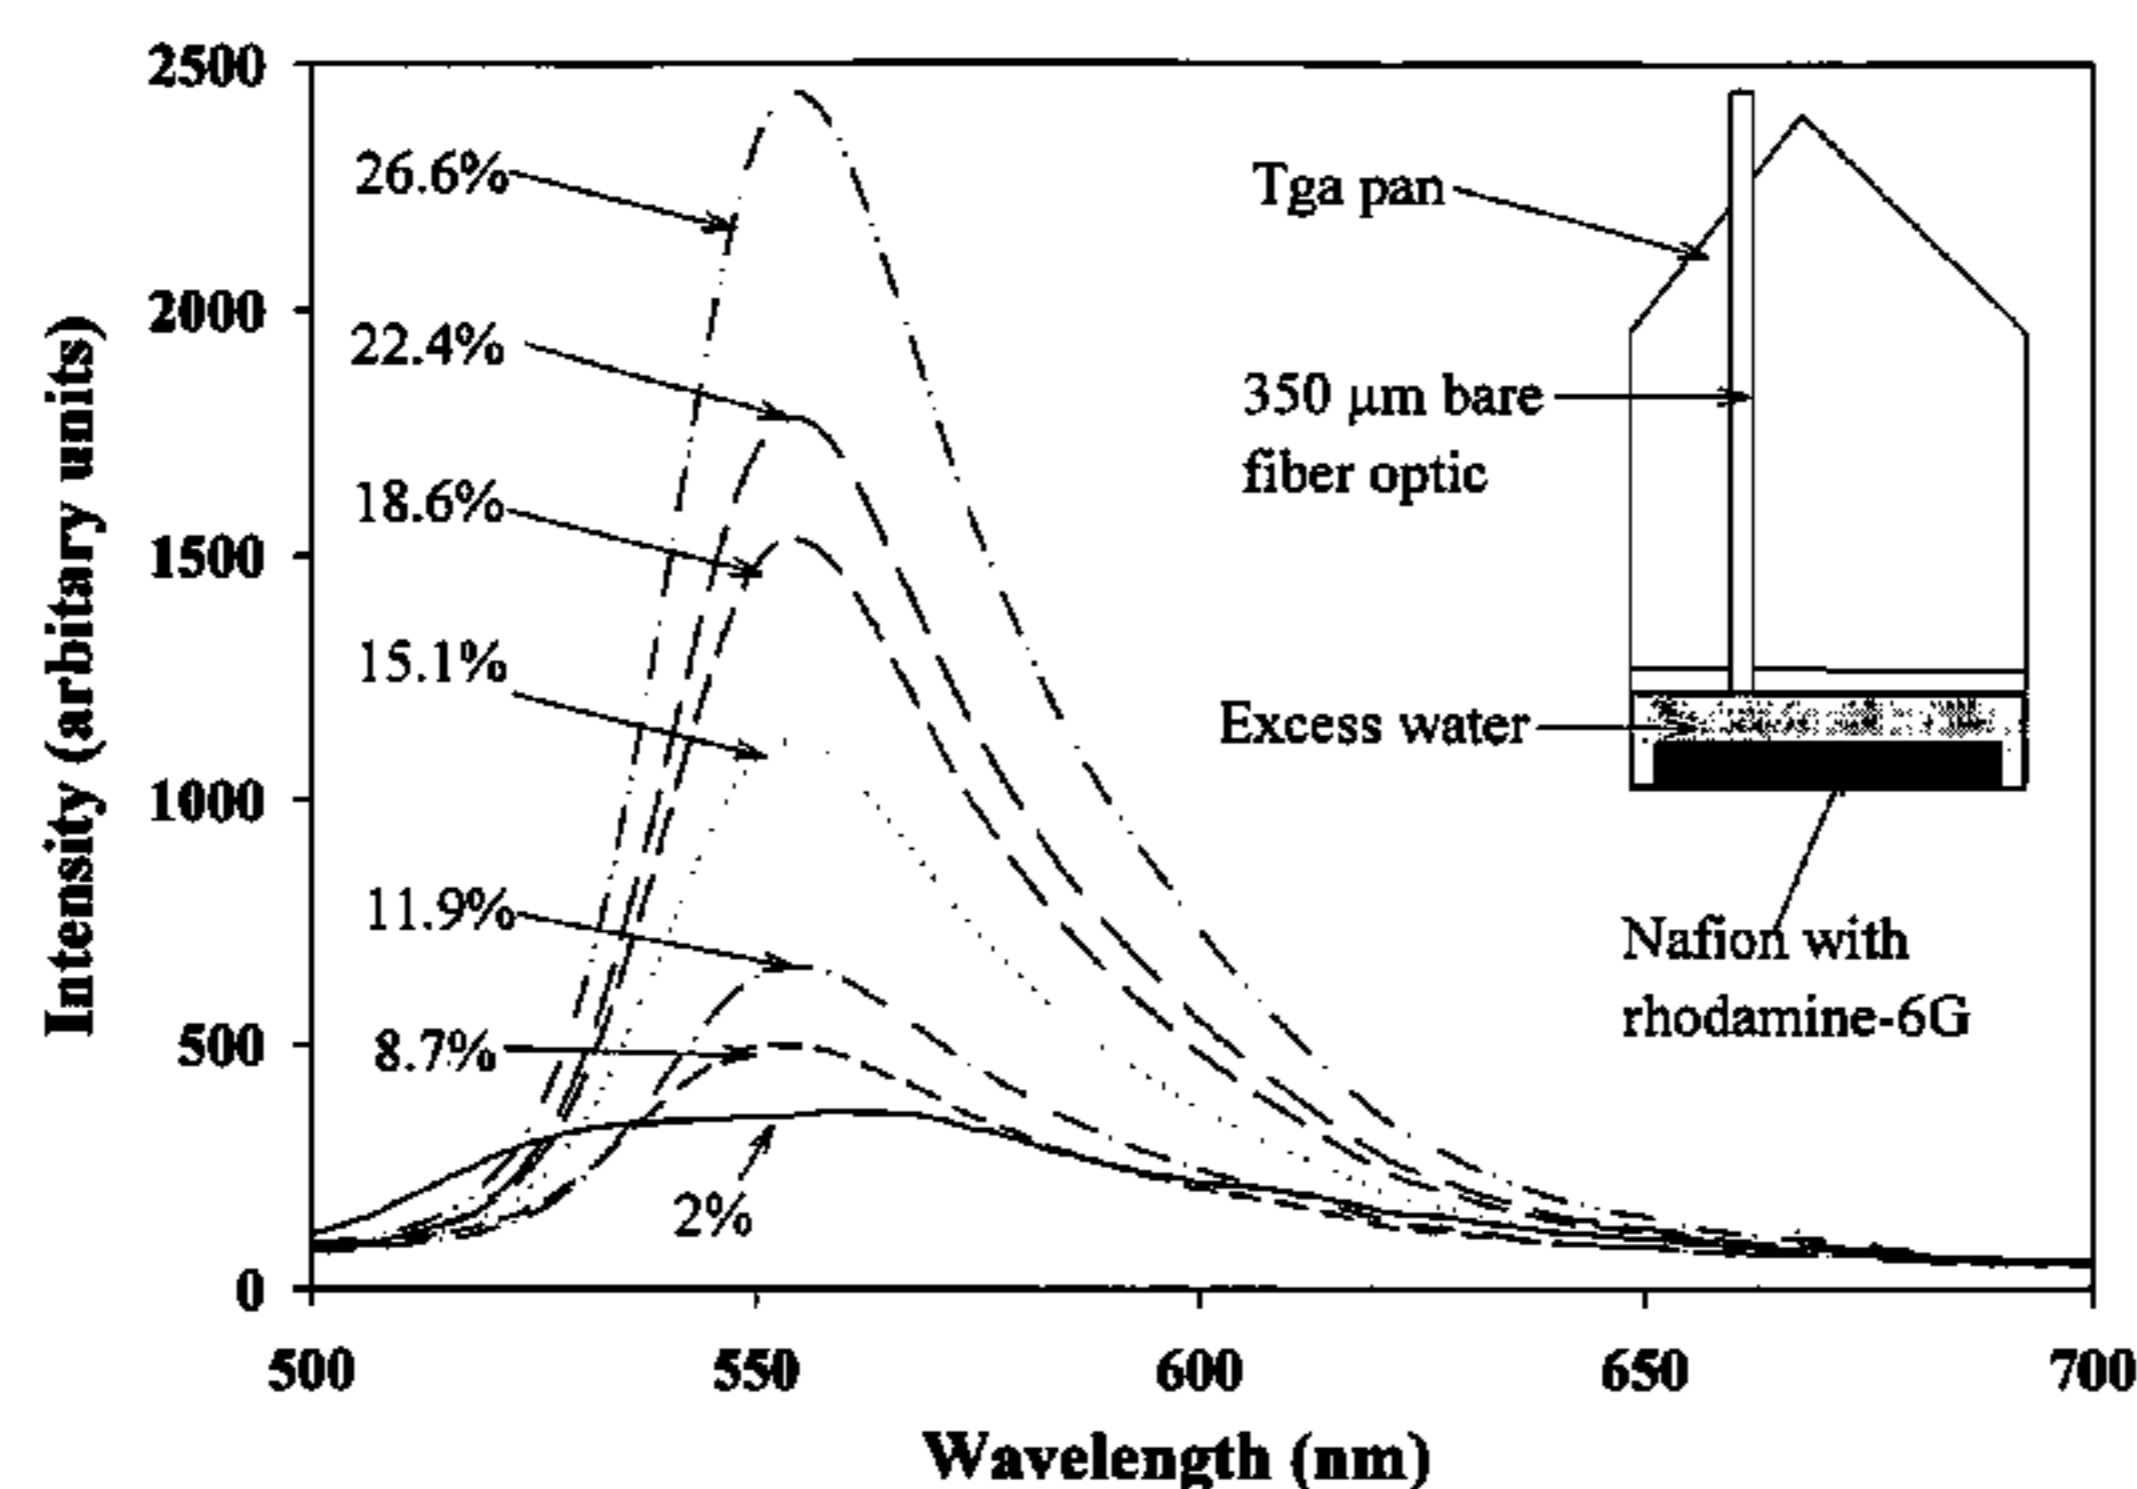 2500
2000
1500
1000
500
0
Intensity (arbitrary units)
26.6%
22.4%
18.6%
15.1%
11.9%
8.7%
2%
Tga pan
350 μm bare
fiber optic
Excess water
Nafion with
rhodamine-6G
500
550
600
650
700
Wavelength (nm)